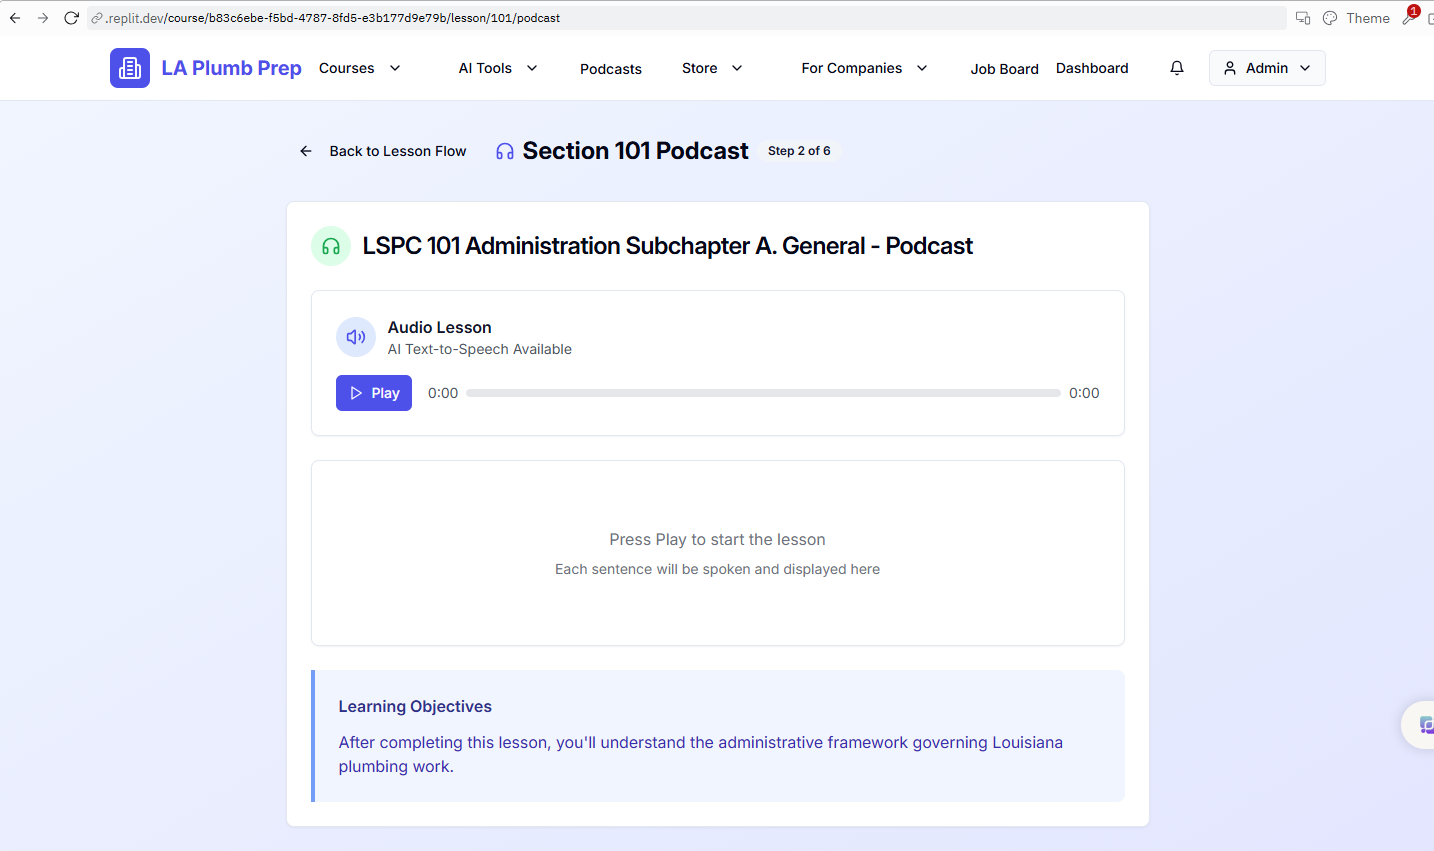 .replit.dev/course/b83c6ebe-f5bd-4787-8fd5-e3b177d9e79b/lesson/101/podcast
Theme
1
LA Plumb Prep
Courses
AI Tools
Podcasts
Store
For Companies
Job Board
Dashboard
Admin
Back to Lesson Flow
Section 101 Podcast
Step 2 of 6
LSPC 101 Administration Subchapter A. General - Podcast
Audio Lesson
AI Text-to-Speech Available
Play
0:00
0:00
Press Play to start the lesson
Each sentence will be spoken and displayed here
Learning Objectives
After completing this lesson, you'll understand the administrative framework governing Louisiana
plumbing work.